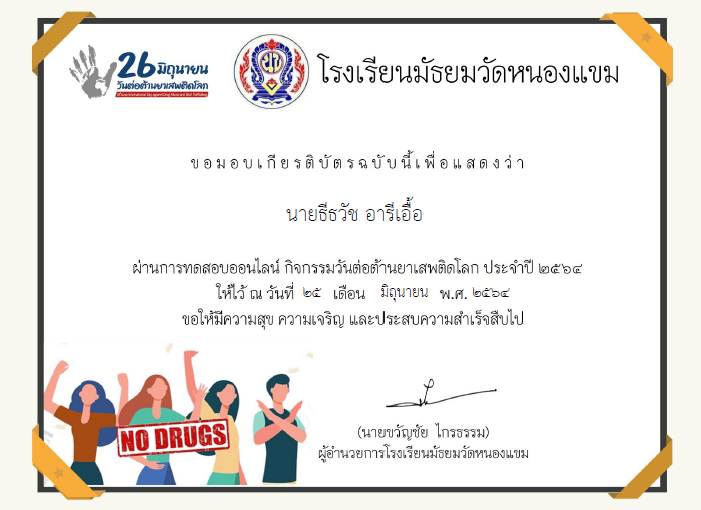 26 มิถุนายน
วันต่อต้านยาเสพติดโลก
โรงเรียนมัธยมวัดหนองแขม
ขอมอบเกียรติบัตรฉบับนี้เพื่อแสดงว่า
นายธีธวัช อารีเอื้อ
ผ่านการทดสอบออนไลน์ กิจกรรมวันต่อต้านยาเสพติดโลก ประจำปี ๒๕๖๔
ให้ไว้ ณ วันที่ ๒๕ เดือน มิถุนายน พ.ศ. ๒๕๖๔
ขอให้มีความสุข ความเจริญ และประสบความสำเร็จสืบไป
NO DRUGS
(นายขวัญชัย ไกรธรรม)
ผู้อำนวยการโรงเรียนมัธยมวัดหนองแขม